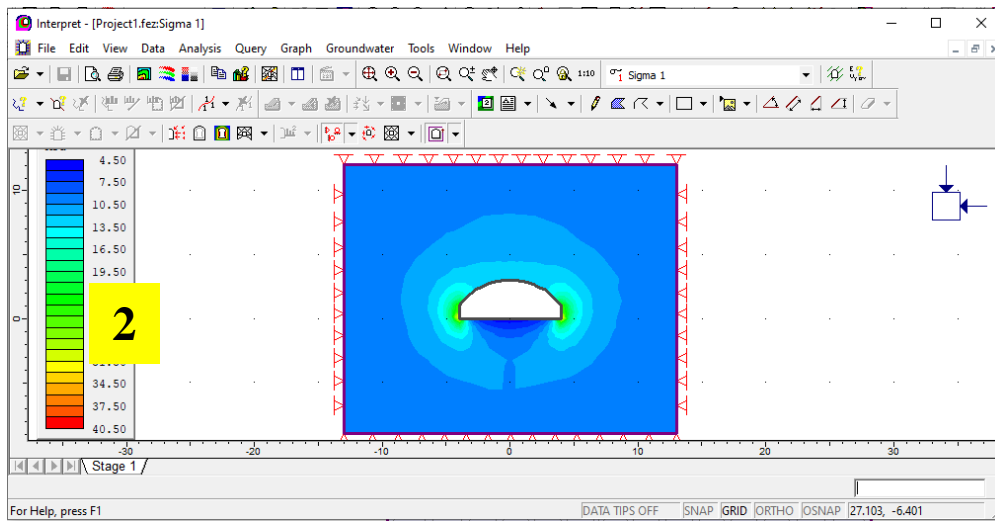 Interpret - [Project1.fez:Sigma 1]
File Edit View Data Analysis Query Graph Groundwater Tools Window Help
1:10 σ1 Sigma 1
4.50
7.50
10.50
13.50
16.50
19.50
2
34.50
37.50
40.50
10
0
-30 -20 -10 0 10 20 30
Stage 1
For Help, press F1 DATA TIPS OFF SNAP GRID ORTHO OSNAP 27.103, -6.401